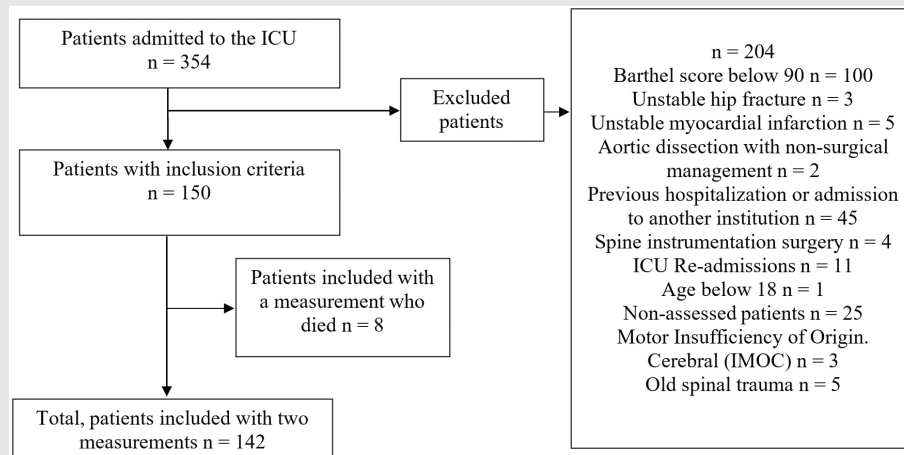 Patients admitted to the ICU
n = 354
Excluded
patients
n = 204
Barthel score below 90 n = 100
Unstable hip fracture n = 3
Unstable myocardial infarction n = 5
Aortic dissection with non-surgical
management n = 2
Previous hospitalization or admission
to another institution n = 45
Spine instrumentation surgery n = 4
ICU Re-admissions n = 11
Age below 18 n = 1
Non-assessed patients n = 25
Motor Insufficiency of Origin.
Cerebral (IMOC) n = 3
Old spinal trauma n = 5
Patients with inclusion criteria
n = 150
Patients included with
a measurement who
died n = 8
Total, patients included with two
measurements n = 142